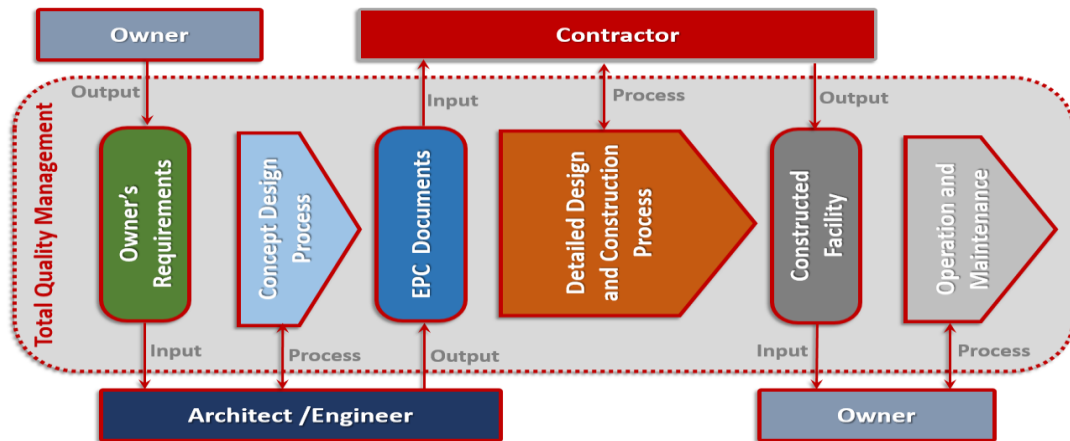 Owner
Contractor
Output
Input
Process
Output
Total Quality Management
Owner's
Requirements
Concept Design
Process
EPC Documents
Detailed Design
and Construction
Process
Constructed
Facility
Operation and
Maintenance
Input
Process
Output
Input
Process
Architect /Engineer
Owner